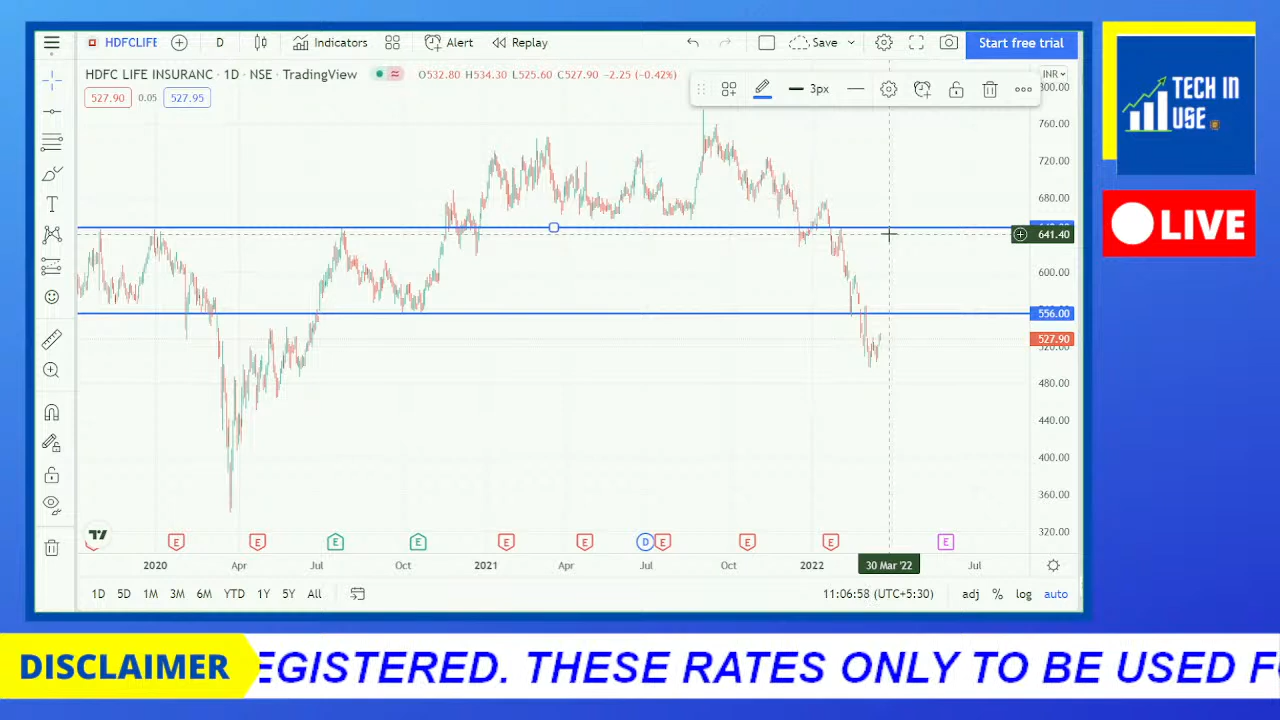 HDFCLIFE
D
Indicators
Alert
Replay
Save
Start free trial
HDFC LIFE INSURANC · 1D · NSE · TradingView
O532.80 H534.30 L525.60 C527.90 −2.25 (−0.42%)
INR
527.90
0.05
527.95
3px
800.00
760.00
720.00
680.00
641.40
600.00
556.00
527.90
520.00
480.00
440.00
400.00
360.00
320.00
T
E
E
E
E
E
E
D
E
E
E
E
2020
Apr
Jul
Oct
2021
Apr
Jul
Oct
2022
30 Mar '22
Jul
1D
5D
1M
3M
6M
YTD
1Y
5Y
All
11:06:58 (UTC+5:30)
adj
%
log
auto
TECH IN
USE
LIVE
DISCLAIMER
EGISTERED. THESE RATES ONLY TO BE USED F